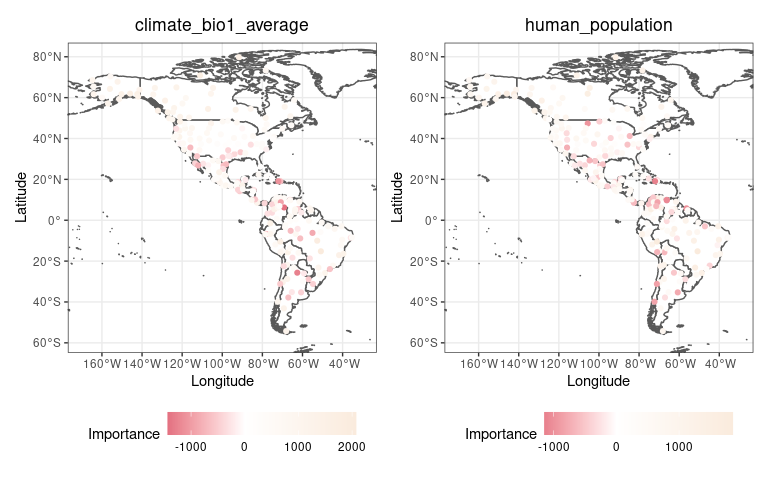 climate_bio1_average
human_population
80°N
60°N
40°N
20°N
0°
20°S
40°S
60°S
Latitude
160°W 140°W 120°W 100°W 80°W 60°W 40°W
Longitude
80°N
60°N
40°N
20°N
0°
20°S
40°S
60°S
Latitude
160°W 140°W 120°W 100°W 80°W 60°W 40°W
Longitude
Importance
-1000 0 1000 2000
Importance
-1000 0 1000